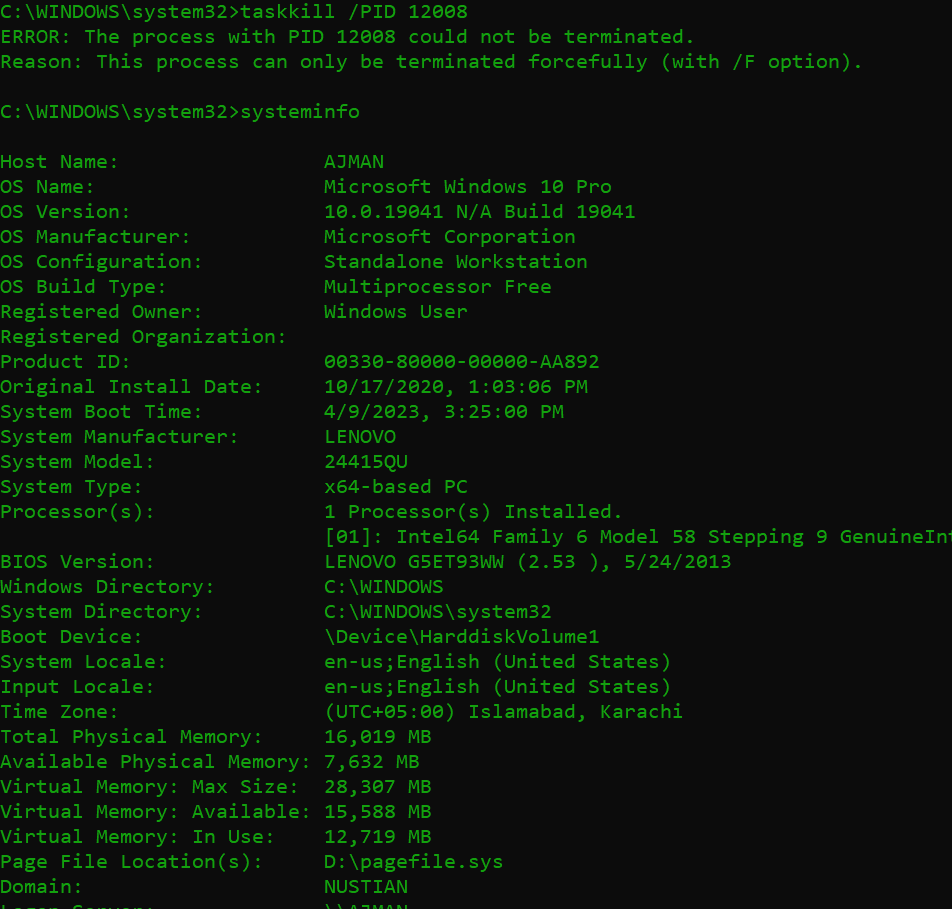 C:\WINDOWS\system32>taskkill /PID 12008
ERROR: The process with PID 12008 could not be terminated.
Reason: This process can only be terminated forcefully (with /F option).
C:\WINDOWS\system32>systeminfo
Host Name: AJMAN
OS Name: Microsoft Windows 10 Pro
OS Version: 10.0.19041 N/A Build 19041
OS Manufacturer: Microsoft Corporation
OS Configuration: Standalone Workstation
OS Build Type: Multiprocessor Free
Registered Owner: Windows User
Registered Organization:
Product ID: 00330-80000-00000-AA892
Original Install Date: 10/17/2020, 1:03:06 PM
System Boot Time: 4/9/2023, 3:25:00 PM
System Manufacturer: LENOVO
System Model: 24415QU
System Type: x64-based PC
Processor(s): 1 Processor(s) Installed.
[01]: Intel64 Family 6 Model 58 Stepping 9 GenuineInt
BIOS Version: LENOVO G5ET93WW (2.53 ), 5/24/2013
Windows Directory: C:\WINDOWS
System Directory: C:\WINDOWS\system32
Boot Device: \Device\HarddiskVolume1
System Locale: en-us;English (United States)
Input Locale: en-us;English (United States)
Time Zone: (UTC+05:00) Islamabad, Karachi
Total Physical Memory: 16,019 MB
Available Physical Memory: 7,632 MB
Virtual Memory: Max Size: 28,307 MB
Virtual Memory: Available: 15,588 MB
Virtual Memory: In Use: 12,719 MB
Page File Location(s): D:\pagefile.sys
Domain: NUSTIAN
Logon Server: \\AJMAN